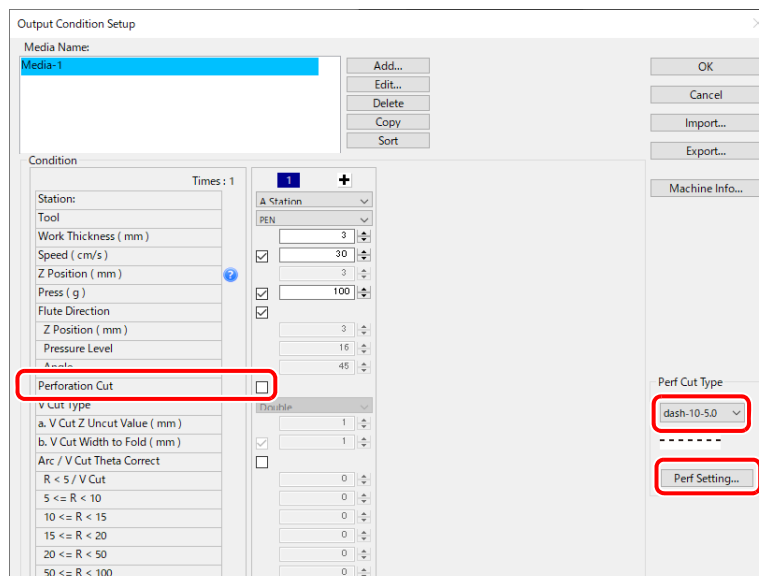 Output Condition Setup
Media Name:
Media-1
Add...
Edit...
Delete
Copy
Sort
OK
Cancel
Import...
Export...
Machine Info...
Condition
Times : 1
1 +
Station: A Station
Tool PEN
Work Thickness ( mm ) 3
Speed ( cm/s ) 30
Z Position ( mm ) ? 3
Press ( g ) 100
Flute Direction
Z Position ( mm ) 3
Pressure Level 16
Angle 45
Perforation Cut
V Cut Type Double
a. V Cut Z Uncut Value ( mm ) 1
b. V Cut Width to Fold ( mm ) 1
Arc / V Cut Theta Correct
R < 5 / V Cut 0
5 <= R < 10 0
10 <= R < 15 0
15 <= R < 20 0
20 <= R < 50 0
50 <= R < 100 0
Perf Cut Type
dash-10-5.0
Perf Setting...